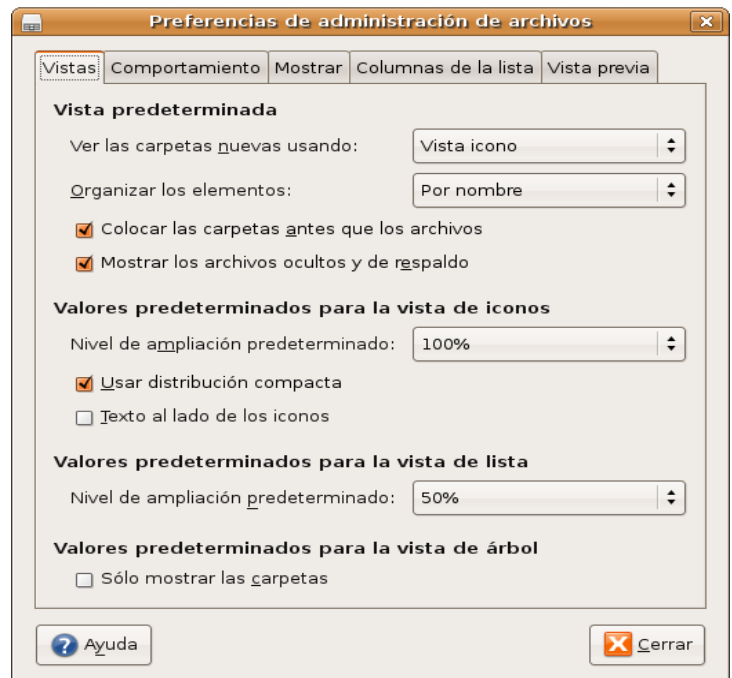 Preferencias de administración de archivos
Vistas Comportamiento Mostrar Columnas de la lista Vista previa
Vista predeterminada
Ver las carpetas nuevas usando: Vista icono
Organizar los elementos: Por nombre
Colocar las carpetas antes que los archivos
Mostrar los archivos ocultos y de respaldo
Valores predeterminados para la vista de iconos
Nivel de ampliación predeterminado: 100%
Usar distribución compacta
Texto al lado de los iconos
Valores predeterminados para la vista de lista
Nivel de ampliación predeterminado: 50%
Valores predeterminados para la vista de árbol
Sólo mostrar las carpetas
Ayuda Cerrar